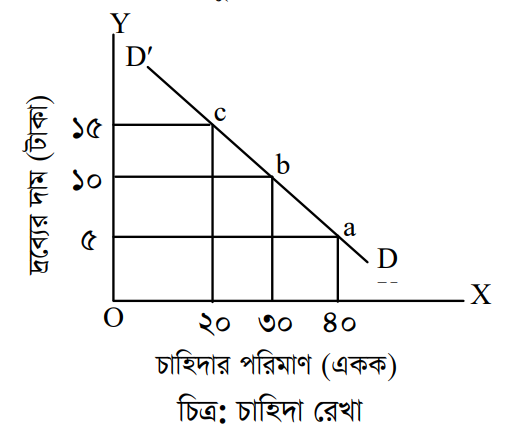 Y
D′
c
১৫
b
১০
a
৫
D
X
O
২০ ৩০ ৪০
দ্রব্যের দাম (টাকা)
চাহিদার পরিমাণ (একক)
চিত্র: চাহিদা রেখা